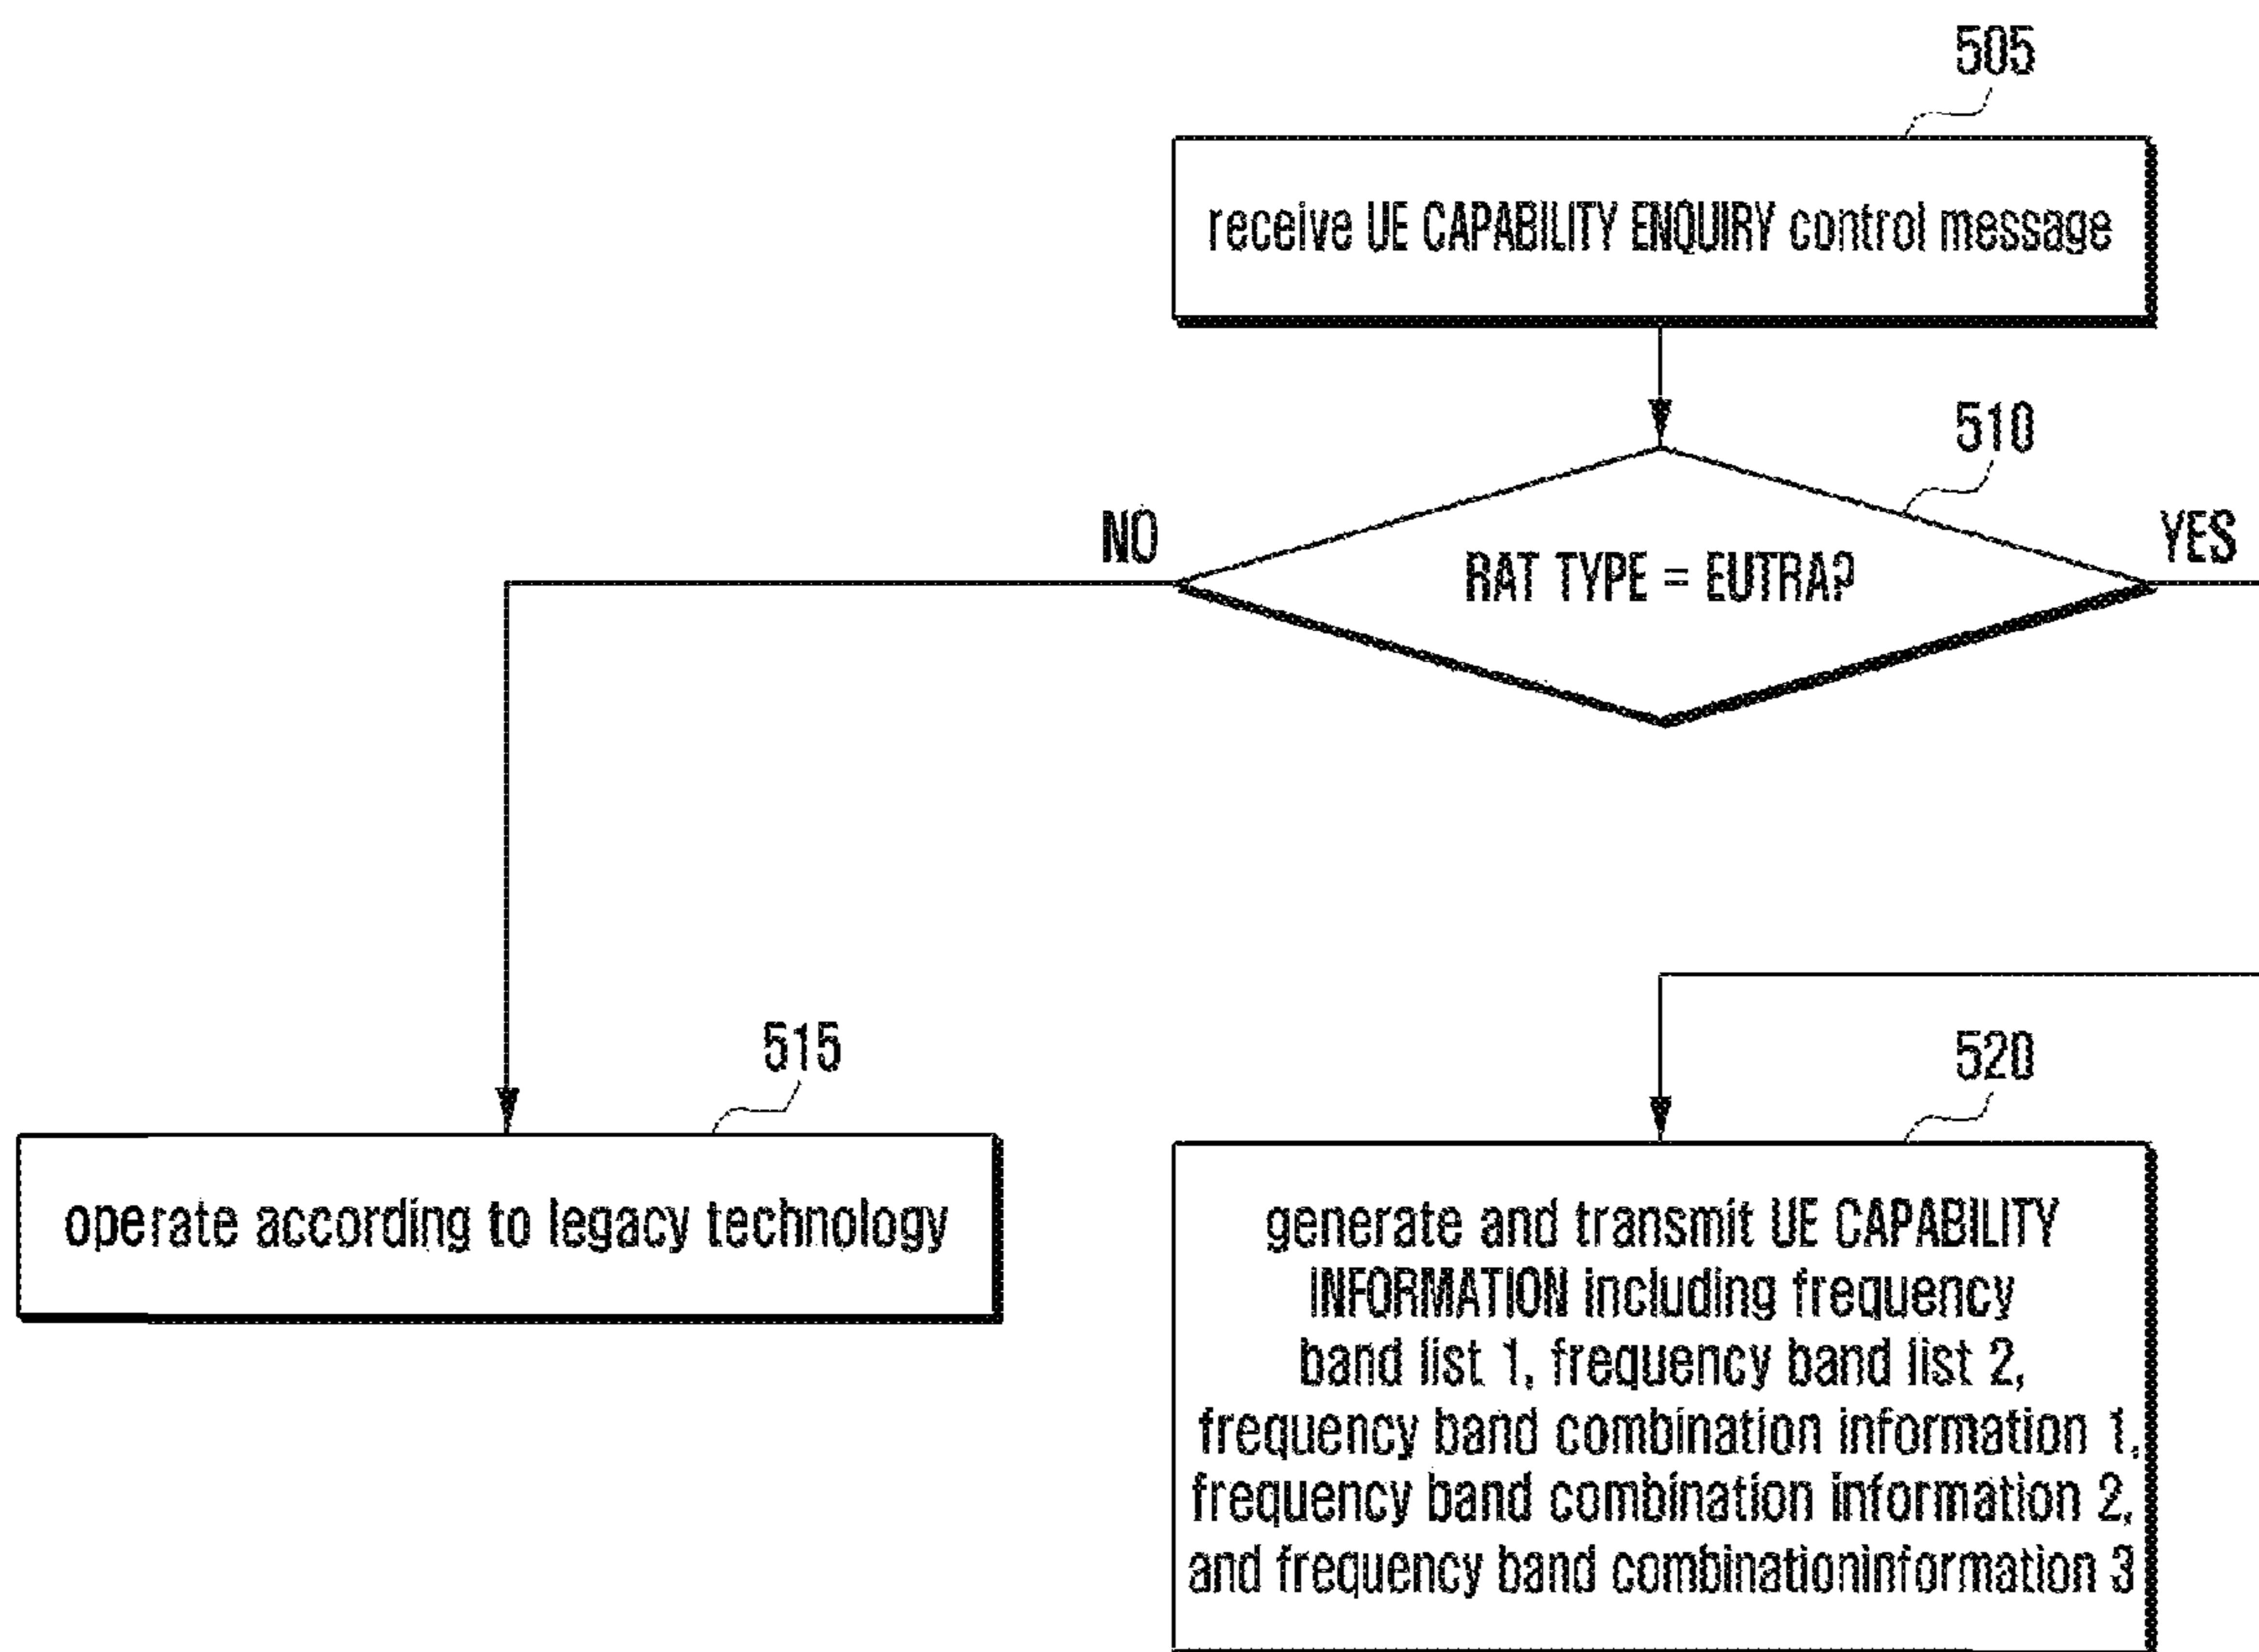 505
receive UE CAPABILITY ENQUIRY control message
510
NO
RAT TYPE = EUTRA?
YES
515
operate according to legacy technology
520
generate and transmit UE CAPABILITY
INFORMATION including frequency
band list 1, frequency band list 2,
frequency band combination information 1,
frequency band combination information 2,
and frequency band combinationinformation 3